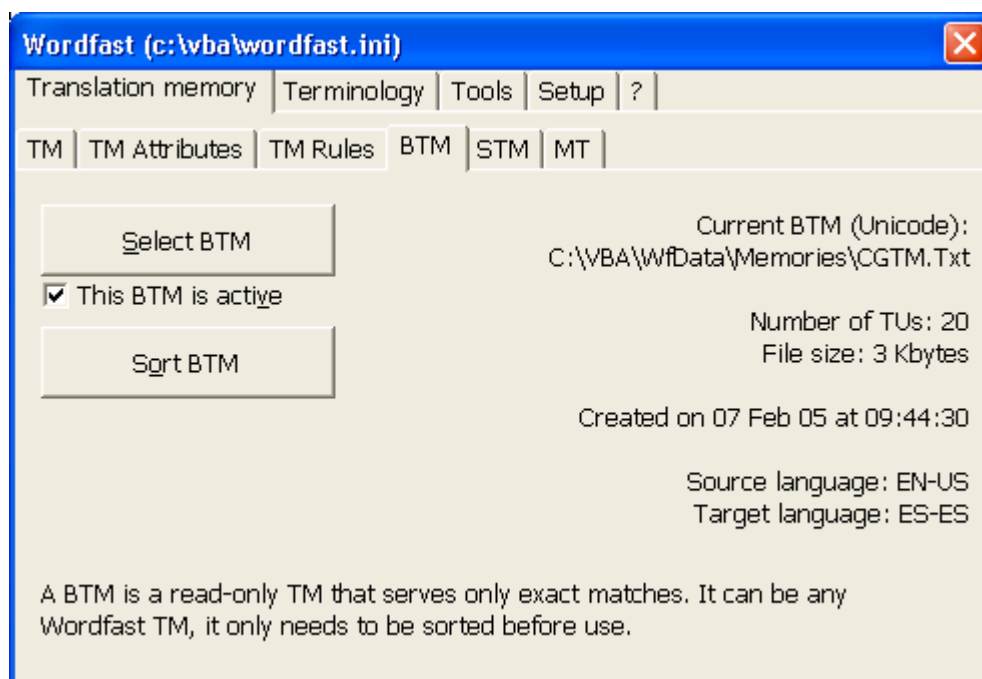 Wordfast (c:\vba\wordfast.ini)
Translation memory Terminology Tools Setup ?
TM TM Attributes TM Rules BTM STM MT
Select BTM
This BTM is active
Sort BTM
Current BTM (Unicode):
C:\VBA\WfData\Memories\CGTM.Txt
Number of TUs: 20
File size: 3 Kbytes
Created on 07 Feb 05 at 09:44:30
Source language: EN-US
Target language: ES-ES
A BTM is a read-only TM that serves only exact matches. It can be any
Wordfast TM, it only needs to be sorted before use.